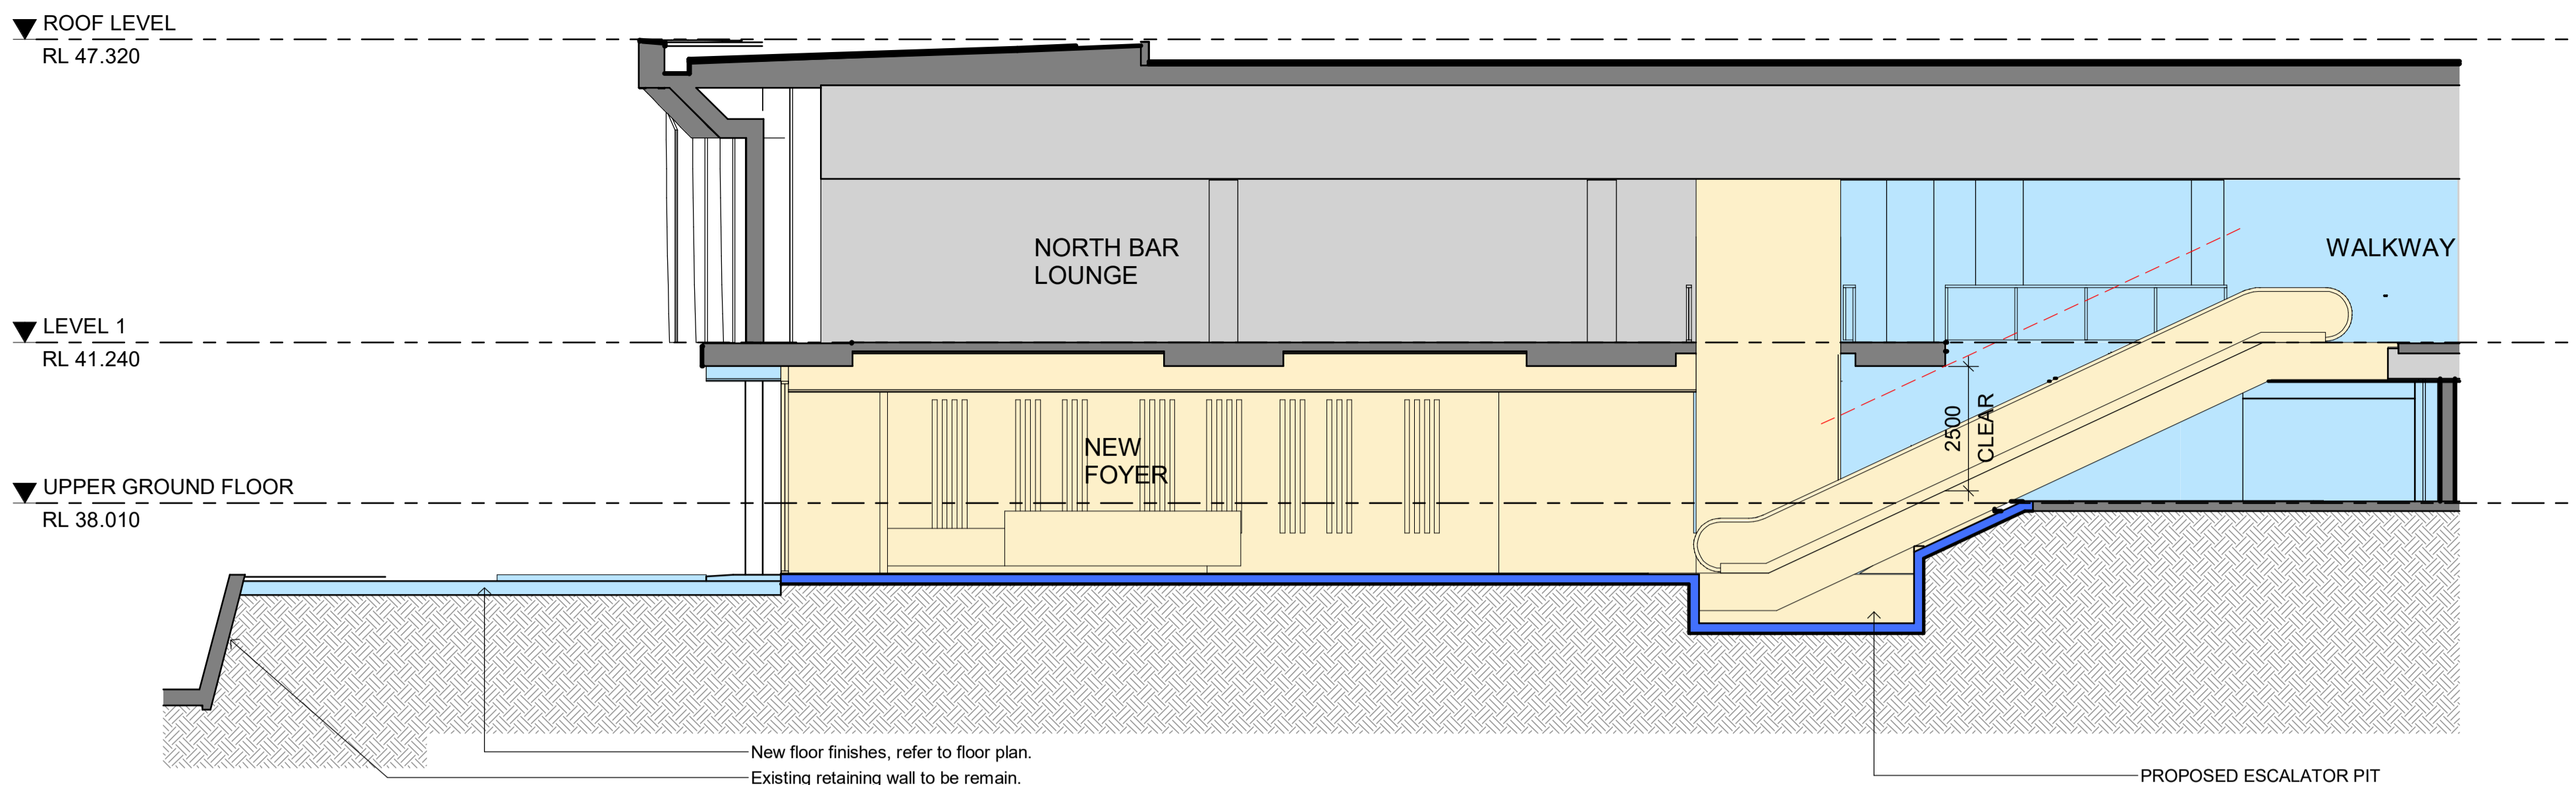 ROOF LEVEL
RL 47.320
NORTH BAR
LOUNGE
WALKWAY
LEVEL 1
RL 41.240
2500
CLEAR
NEW
FOYER
UPPER GROUND FLOOR
RL 38.010
New floor finishes, refer to floor plan.
Existing retaining wall to be remain.
PROPOSED ESCALATOR PIT